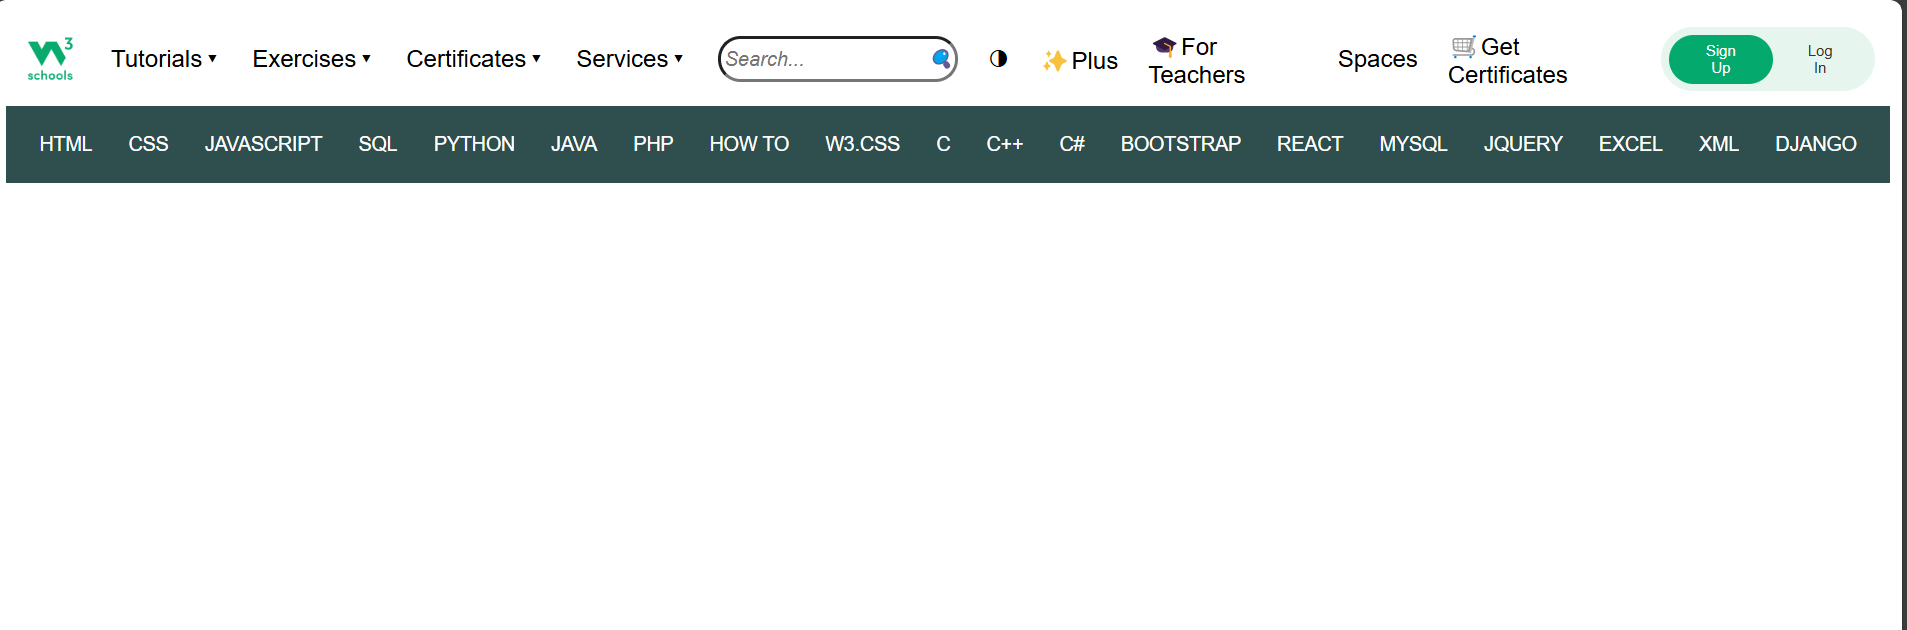 W3 schools
Tutorials ▾ Exercises ▾ Certificates ▾ Services ▾ Search... Plus For Teachers Spaces Get Certificates Sign Up Log In
HTML CSS JAVASCRIPT SQL PYTHON JAVA PHP HOW TO W3.CSS C C++ C# BOOTSTRAP REACT MYSQL JQUERY EXCEL XML DJANGO